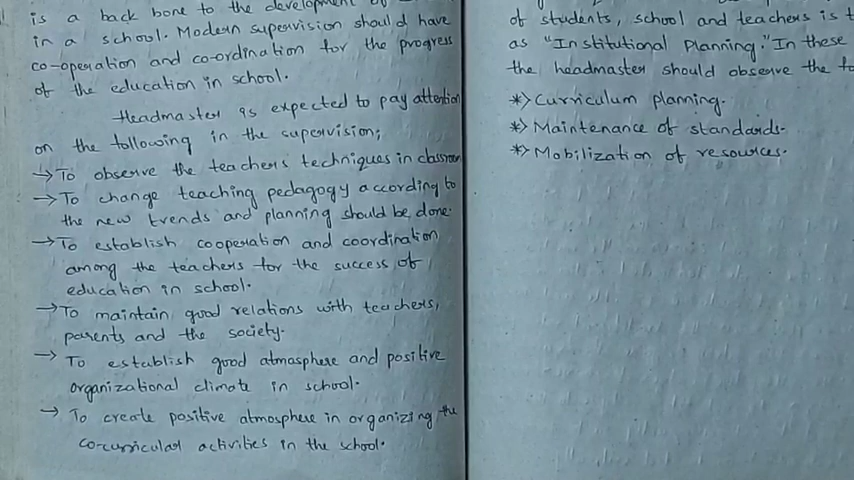 is a back bone to the development of
in a school. Modern supervision should have
co-operation and co-ordination for the progress
of the education in school.
Headmaster is expected to pay attention
on the following in the supervision;
→ To observe the teachers techniques in classroom
→ To change teaching pedagogy according to
the new trends and planning should be done.
→ To establish cooperation and coordination
among the teachers for the success of
education in school.
→ To maintain good relations with teachers,
parents and the society.
→ To establish good atmosphere and positive
organizational climate in school.
→ To create positive atmosphere in organizing the
co-curricular activities in the school.
of students, school and teachers is
as "Institutional Planning." In these
the headmaster should observe the
*> Curriculum planning.
*> Maintenance of standards.
*> Mobilization of resources.